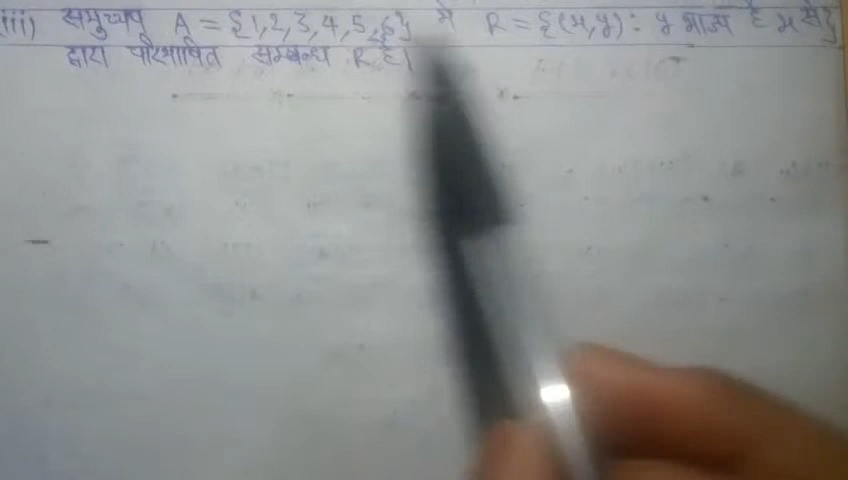 (iii) समुच्चय A = {1,2,3,4,5,6} में R = {(x,y) : y भाज्य है x से}
द्वारा परिभाषित सम्बन्ध R है।